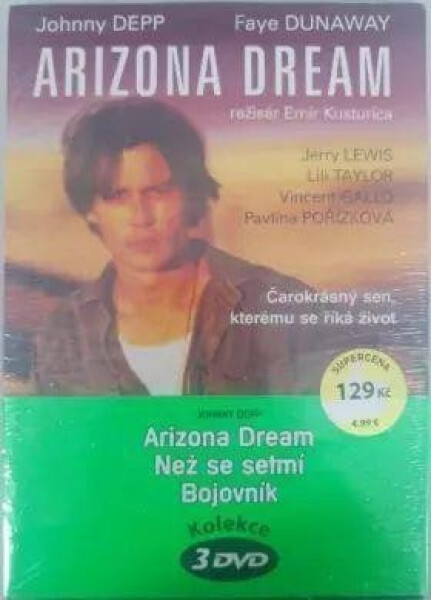 Johnny DEPP Faye DUNAWAY
ARIZONA DREAM
režisér Emir Kusturica
Jerry LEWIS
Lili TAYLOR
Vincent GALLO
Pavlína POŘÍZKOVÁ
Čarokrásný sen,
kterému se říká život
SUPERCENA
129 Kč
4.99 €
JOHNNY DEPP
Arizona Dream
Než se setmí
Bojovník
Kolekce
3 DVD